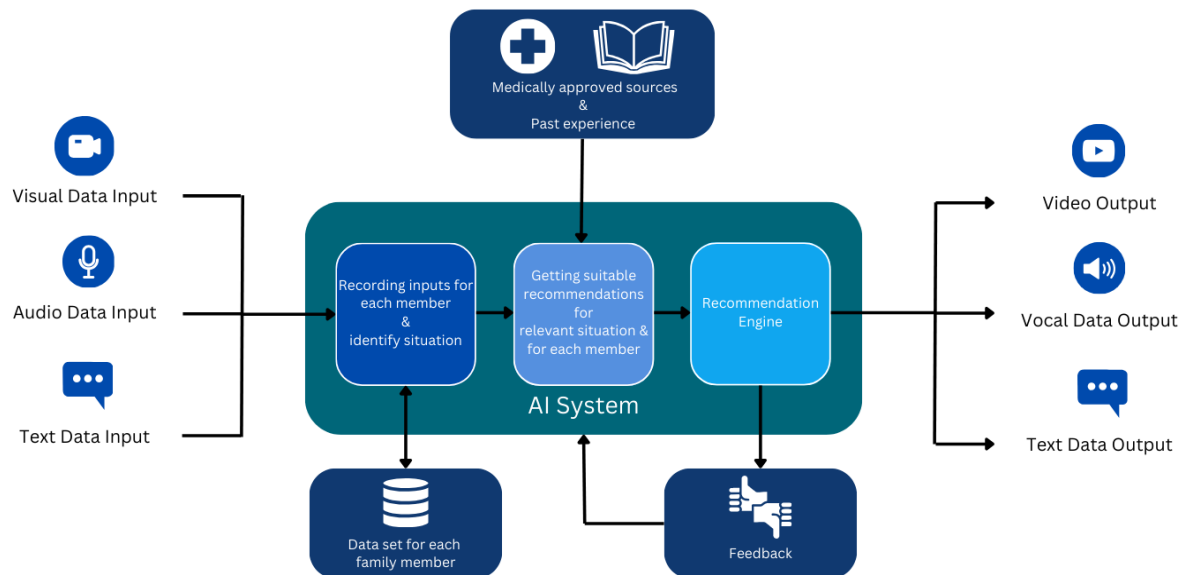 Medically approved sources
&
Past experience
Visual Data Input
Audio Data Input
Text Data Input
Recording inputs for
each member
&
identify situation
Getting suitable
recommendations
for
relevant situation &
for each member
Recommendation
Engine
AI System
Data set for each
family member
Feedback
Video Output
Vocal Data Output
Text Data Output